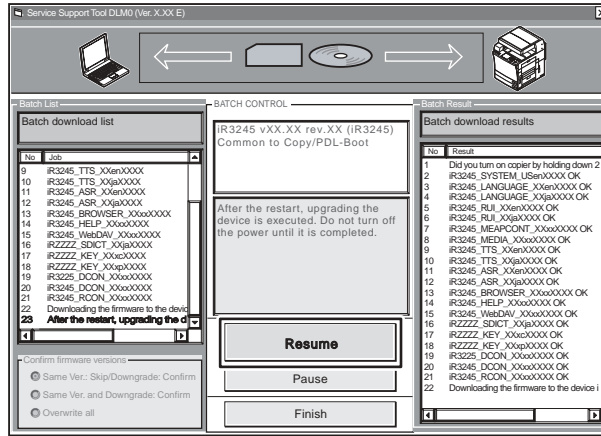 Service Support Tool DLM0 (Ver. X.XX E)
Batch List
Batch download list
No Job
9 iR3245_TTS_XXenXXXX
10 iR3245_TTS_XXjaXXXX
11 iR3245_ASR_XXenXXXX
12 iR3245_ASR_XXjaXXXX
13 iR3245_BROWSER_XXxxXXXX
14 iR3245_HELP_XXxxXXXX
15 iR3245_WebDAV_XXxxXXXX
16 iRZZZZ_SDICT_XXjaXXXX
17 iRZZZZ_KEY_XXxcXXXX
18 iRZZZZ_KEY_XXxpXXXX
19 iR3225_DCON_XXxxXXXX
20 iR3245_DCON_XXxxXXXX
21 iR3245_RCON_XXxxXXXX
22 Downloading the firmware to the devic
23 After the restart, upgrading the d
Confirm firmware versions
Same Ver.: Skip/Downgrade: Confirm
Same Ver. and Downgrade: Confirm
Overwrite all
BATCH CONTROL
iR3245 vXX.XX rev.XX (iR3245)
Common to Copy/PDL-Boot
After the restart, upgrading the
device is executed. Do not turn off
the power until it is completed.
Resume
Pause
Finish
Batch Result
Batch download results
No Result
1 Did you turn on copier by holding down 2
2 iR3245_SYSTEM_USenXXXX OK
3 iR3245_LANGUAGE_XXenXXXX OK
4 iR3245_LANGUAGE_XXjaXXXX OK
5 iR3245_RUI_XXenXXXX OK
6 iR3245_RUI_XXjaXXXX OK
7 iR3245_MEAPCONT_XXxxXXXX OK
8 iR3245_MEDIA_XXxxXXXX OK
9 iR3245_TTS_XXenXXXX OK
10 iR3245_TTS_XXjaXXXX OK
11 iR3245_ASR_XXenXXXX OK
12 iR3245_ASR_XXjaXXXX OK
13 iR3245_BROWSER_XXxxXXXX OK
14 iR3245_HELP_XXxxXXXX OK
15 iR3245_WebDAV_XXxxXXXX OK
16 iRZZZZ_SDICT_XXjaXXXX OK
17 iRZZZZ_KEY_XXxcXXXX OK
18 iRZZZZ_KEY_XXxpXXXX OK
19 iR3225_DCON_XXxxXXXX OK
20 iR3245_DCON_XXxxXXXX OK
21 iR3245_RCON_XXxxXXXX OK
22 Downloading the firmware to the device i